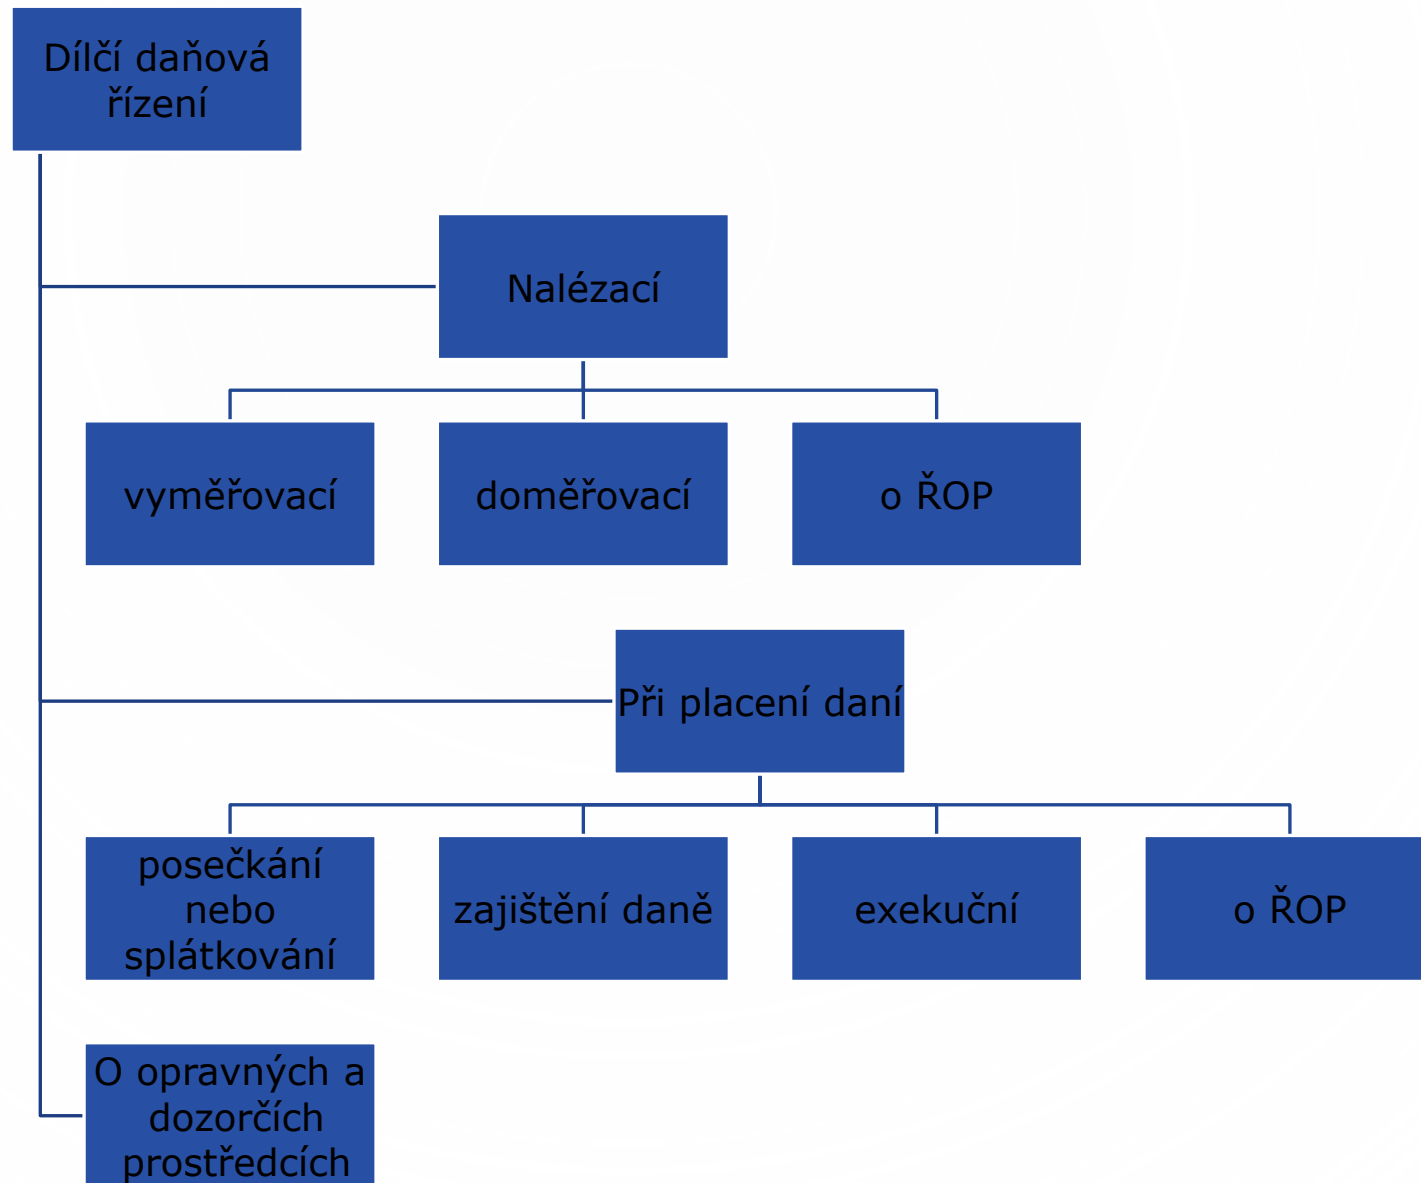 Dílčí daňová
řízení
Nalézací
vyměřovací
doměřovací
o ŘOP
Při placení daní
posečkání
nebo
splátkování
zajištění daně
exekuční
o ŘOP
O opravných a
dozorčích
prostředcích